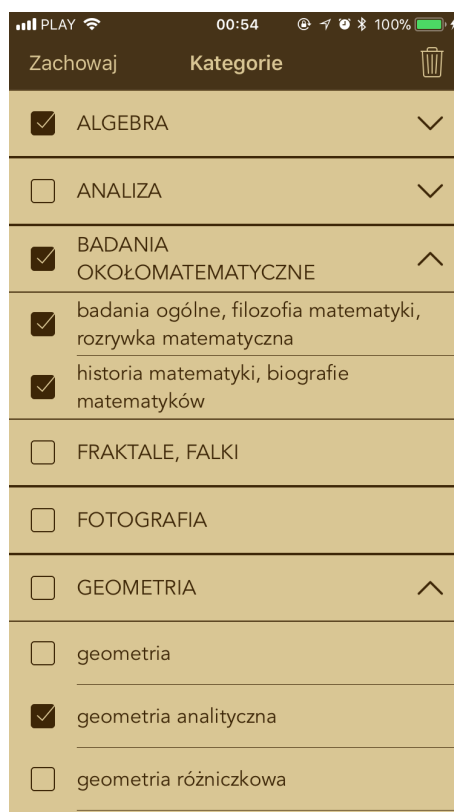 PLAY 00:54 100%
Zachowaj Kategorie
ALGEBRA
ANALIZA
BADANIA
OKOŁOMATEMATYCZNE
badania ogólne, filozofia matematyki,
rozrywka matematyczna
historia matematyki, biografie
matematyków
FRAKTALE, FALKI
FOTOGRAFIA
GEOMETRIA
geometria
geometria analityczna
geometria różniczkowa